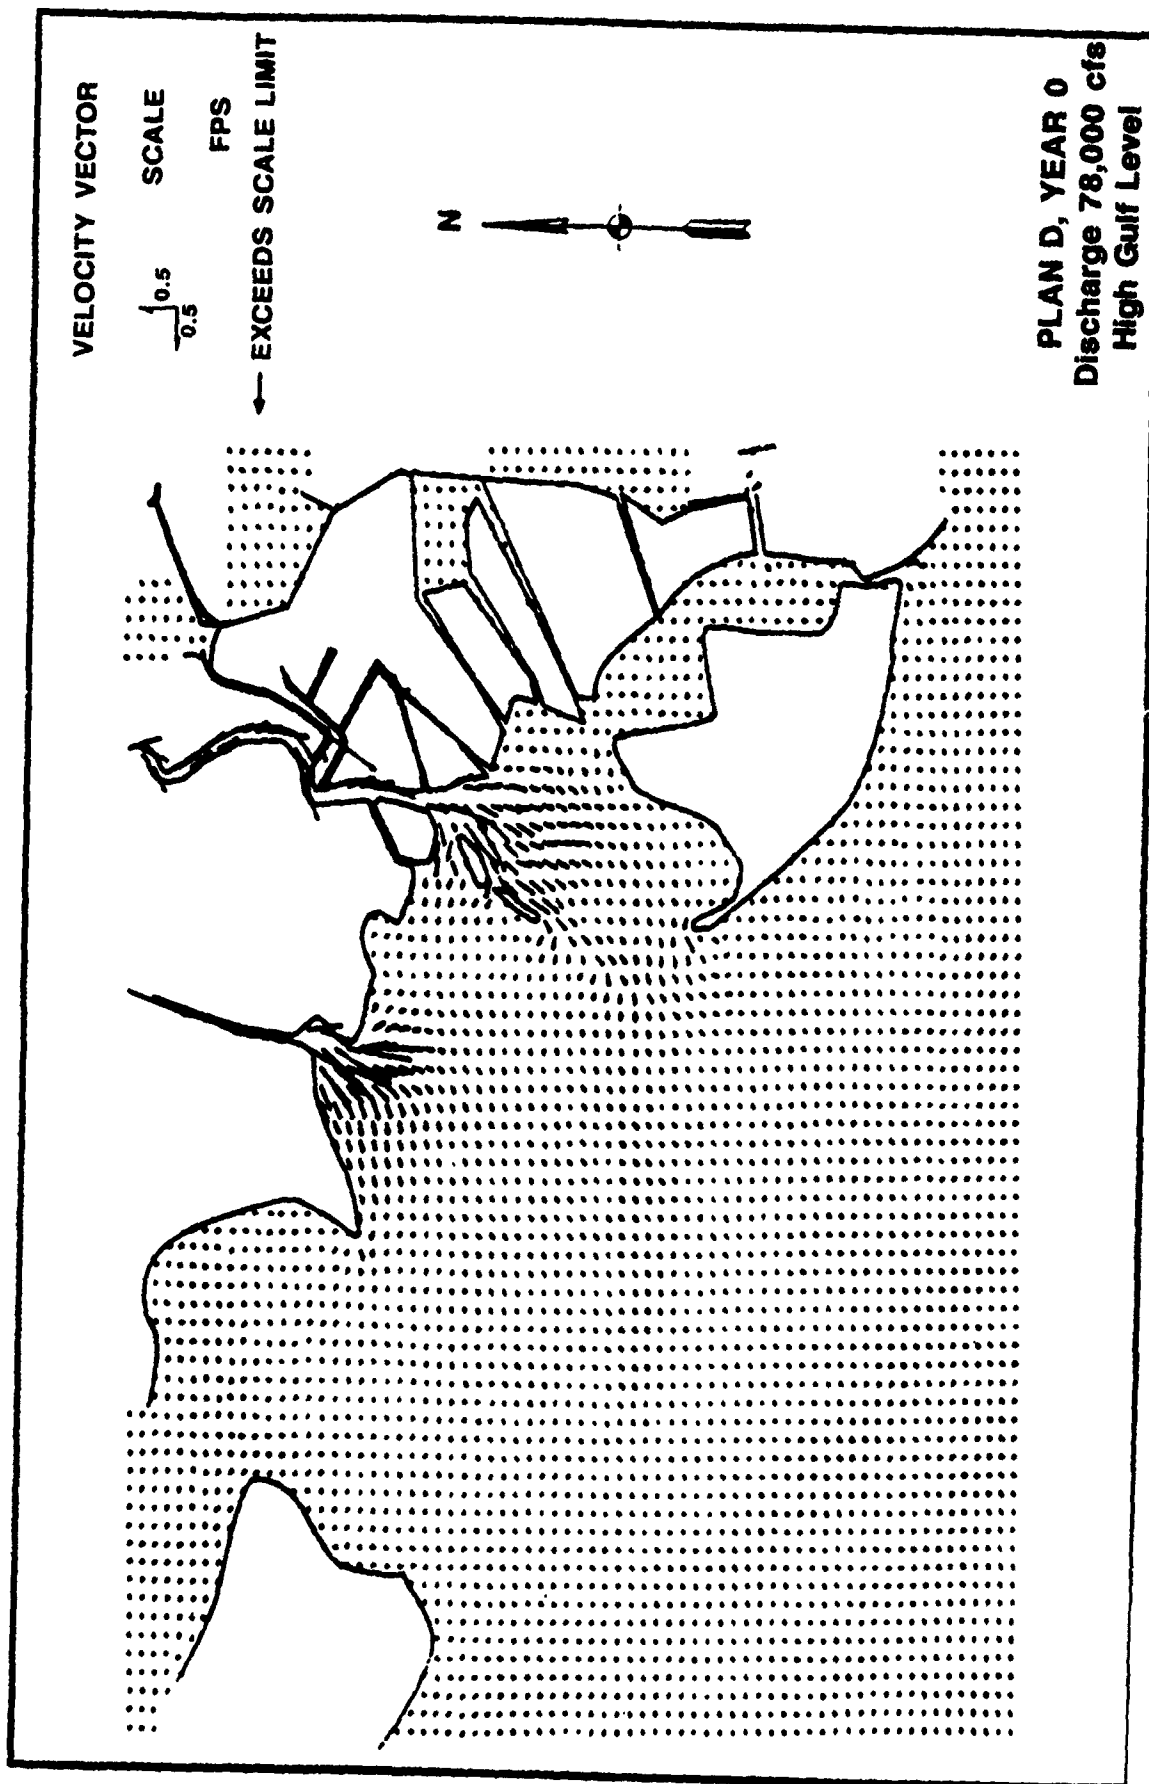 VELOCITY VECTOR
0.5
0.5
SCALE
FPS
← EXCEEDS SCALE LIMIT
N
PLAN D, YEAR 0
Discharge 78,000 cfs
High Gulf Level